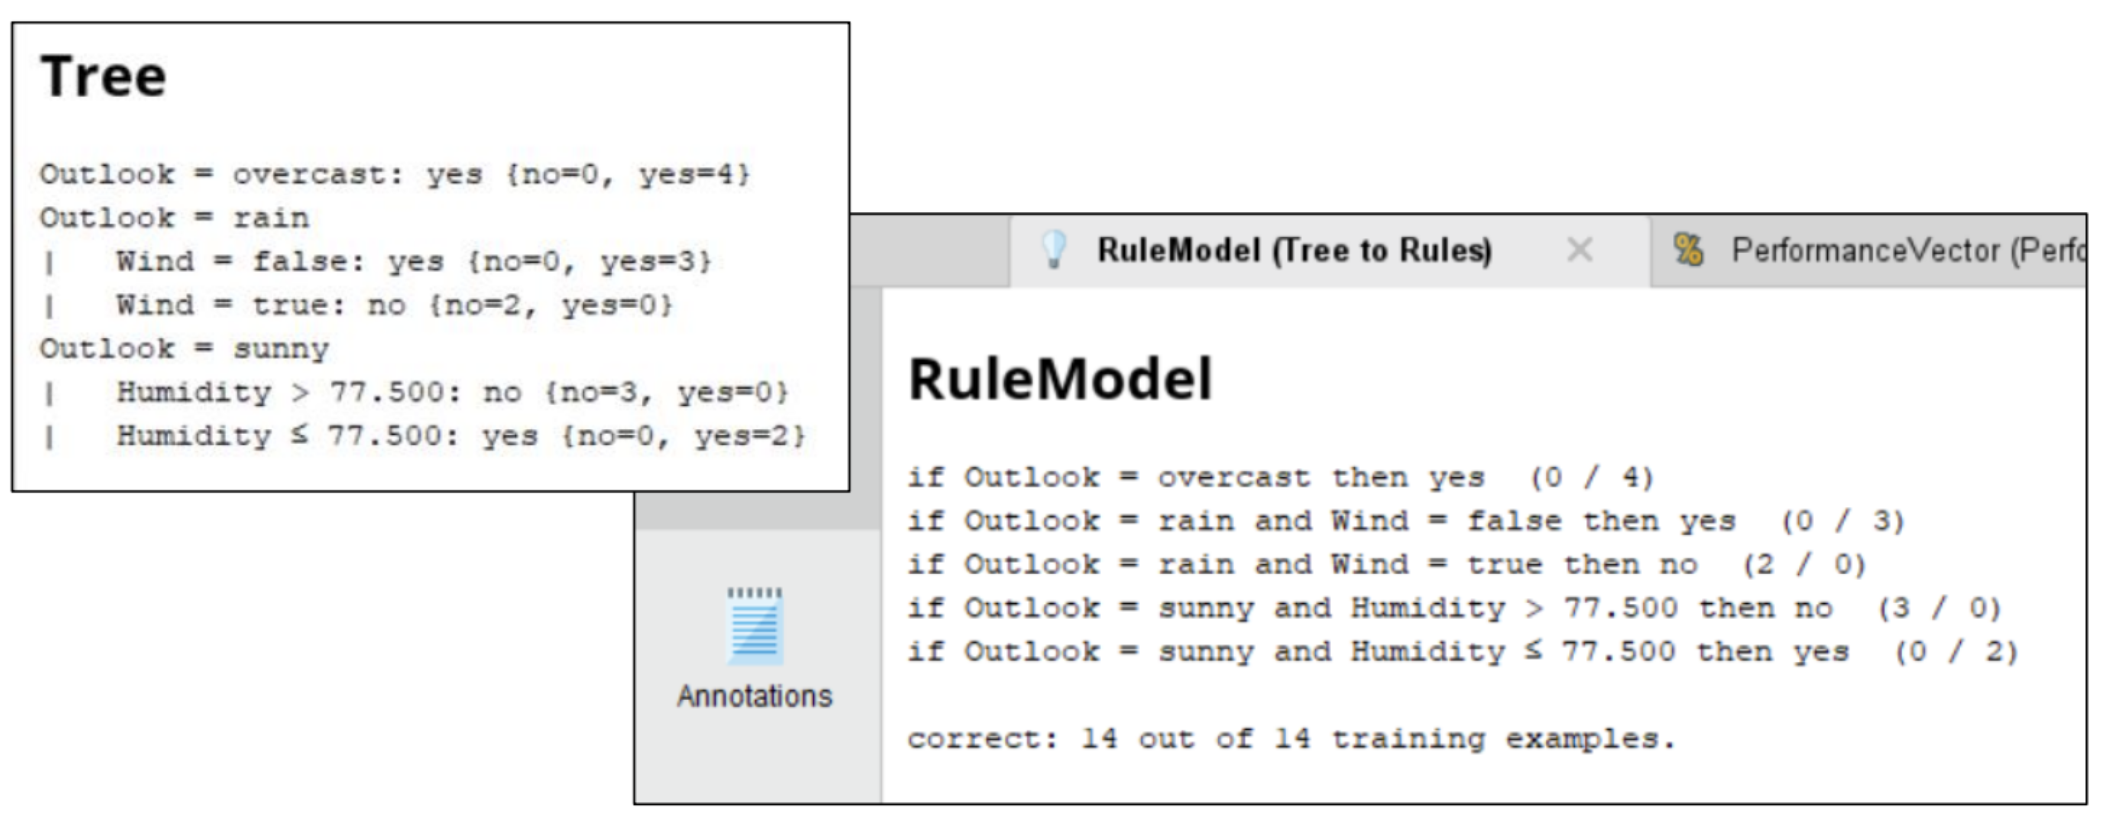 Tree
Outlook = overcast: yes {no=0, yes=4}
Outlook = rain
|   Wind = false: yes {no=0, yes=3}
|   Wind = true: no {no=2, yes=0}
Outlook = sunny
|   Humidity > 77.500: no {no=3, yes=0}
|   Humidity ≤ 77.500: yes {no=0, yes=2}
RuleModel (Tree to Rules)
% PerformanceVector (Perfo
Annotations
RuleModel
if Outlook = overcast then yes  (0 / 4)
if Outlook = rain and Wind = false then yes  (0 / 3)
if Outlook = rain and Wind = true then no  (2 / 0)
if Outlook = sunny and Humidity > 77.500 then no  (3 / 0)
if Outlook = sunny and Humidity ≤ 77.500 then yes  (0 / 2)
correct: 14 out of 14 training examples.